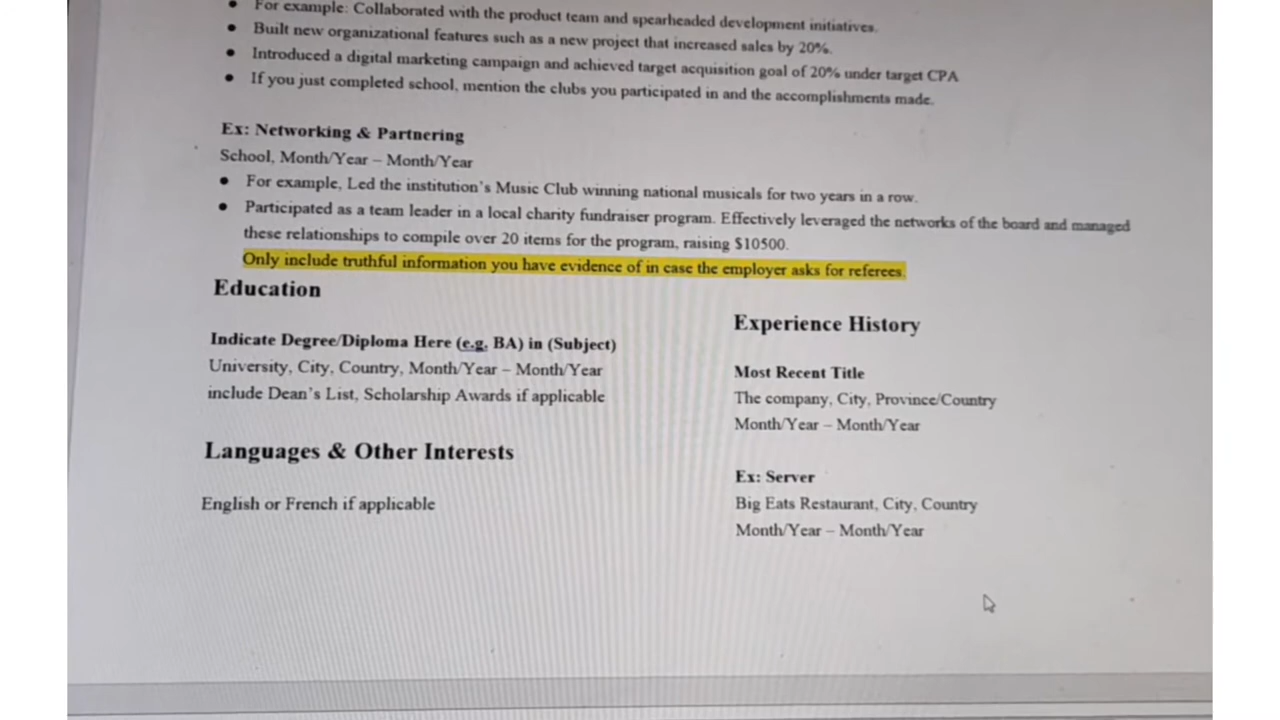 For example: Collaborated with the product team and spearheaded development initiatives.
Built new organizational features such as a new project that increased sales by 20%.
Introduced a digital marketing campaign and achieved target acquisition goal of 20% under target CPA
If you just completed school, mention the clubs you participated in and the accomplishments made.
Ex: Networking & Partnering
School, Month/Year – Month/Year
For example, Led the institution's Music Club winning national musicals for two years in a row.
Participated as a team leader in a local charity fundraiser program. Effectively leveraged the networks of the board and managed
these relationships to compile over 20 items for the program, raising $10500.
Only include truthful information you have evidence of in case the employer asks for referees.
Education
Indicate Degree/Diploma Here (e.g. BA) in (Subject)
University, City, Country, Month/Year – Month/Year
include Dean's List, Scholarship Awards if applicable
Languages & Other Interests
English or French if applicable
Experience History
Most Recent Title
The company, City, Province/Country
Month/Year – Month/Year
Ex: Server
Big Eats Restaurant, City, Country
Month/Year – Month/Year